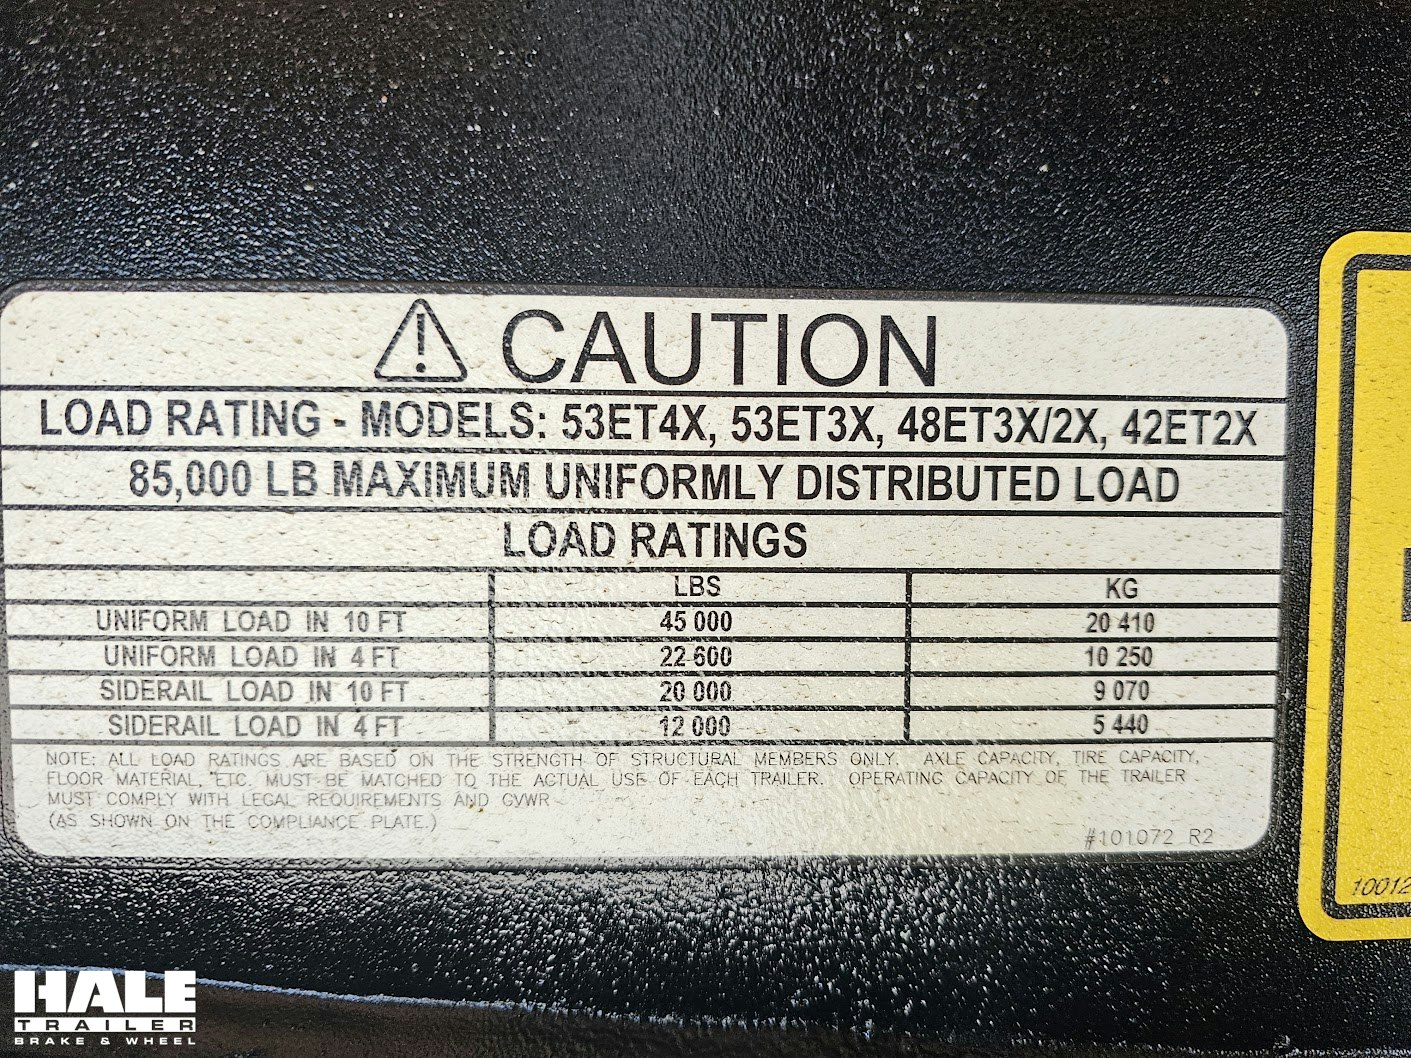 CAUTION
LOAD RATING - MODELS: 53ET4X, 53ET3X, 48ET3X/2X, 42ET2X
85,000 LB MAXIMUM UNIFORMLY DISTRIBUTED LOAD
LOAD RATINGS
LBS KG
UNIFORM LOAD IN 10 FT 45 000 20 410
UNIFORM LOAD IN 4 FT 22 600 10 250
SIDERAIL LOAD IN 10 FT 20 000 9 070
SIDERAIL LOAD IN 4 FT 12 000 5 440
NOTE: ALL LOAD RATINGS ARE BASED ON THE STRENGTH OF STRUCTURAL MEMBERS ONLY. AXLE CAPACITY, TIRE CAPACITY,
FLOOR MATERIAL, ETC. MUST BE MATCHED TO THE ACTUAL USE OF EACH TRAILER. OPERATING CAPACITY OF THE TRAILER
MUST COMPLY WITH LEGAL REQUIREMENTS AND GVWR
(AS SHOWN ON THE COMPLIANCE PLATE.)
#101072 R2
10012
HALE
TRAILER
BRAKE & WHEEL